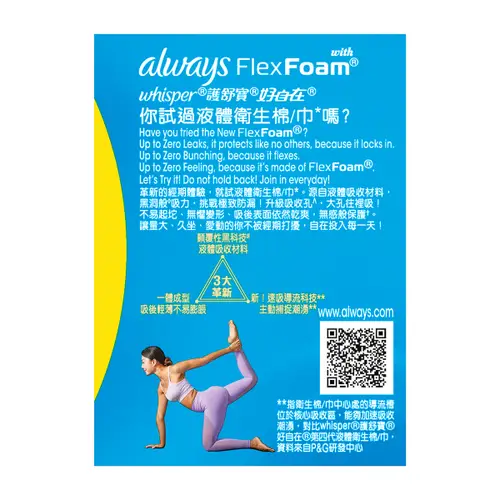 always with FlexFoam®
whisper®護舒寶®好自在®
你試過液體衛生棉/巾*嗎?
Have you tried the New FlexFoam®?
Up to Zero Leaks, it protects like no others, because it locks in.
Up to Zero Bunching, because it flexes.
Up to Zero Feeling, because it's made of FlexFoam®.
Let's Try it! Do not hold back! Join in everyday!
革新的經期體驗,就試液體衛生棉/巾*。源自液體吸收材料,
吸力,挑戰極致防漏!升級吸收孔^,大孔往裡吸!
不易起坨、無懼變形、吸後表面依然乾爽,無感般保護†。
讓量大、久坐、愛動的你不被經期打擾,自在投入每一天!
顛覆性黑科技#
液體吸收材料
3大
革新
一體成型
吸後輕薄不易膨脹
新!速吸導流科技**
主動捕捉潮湧**
www.always.com
**指衛生棉/巾中心處的導流槽
位於核心吸收區,能夠加速吸收
潮湧,對比whisper®護舒寶®
好自在®第四代液體衛生棉/巾,
資料來自P&G研發中心